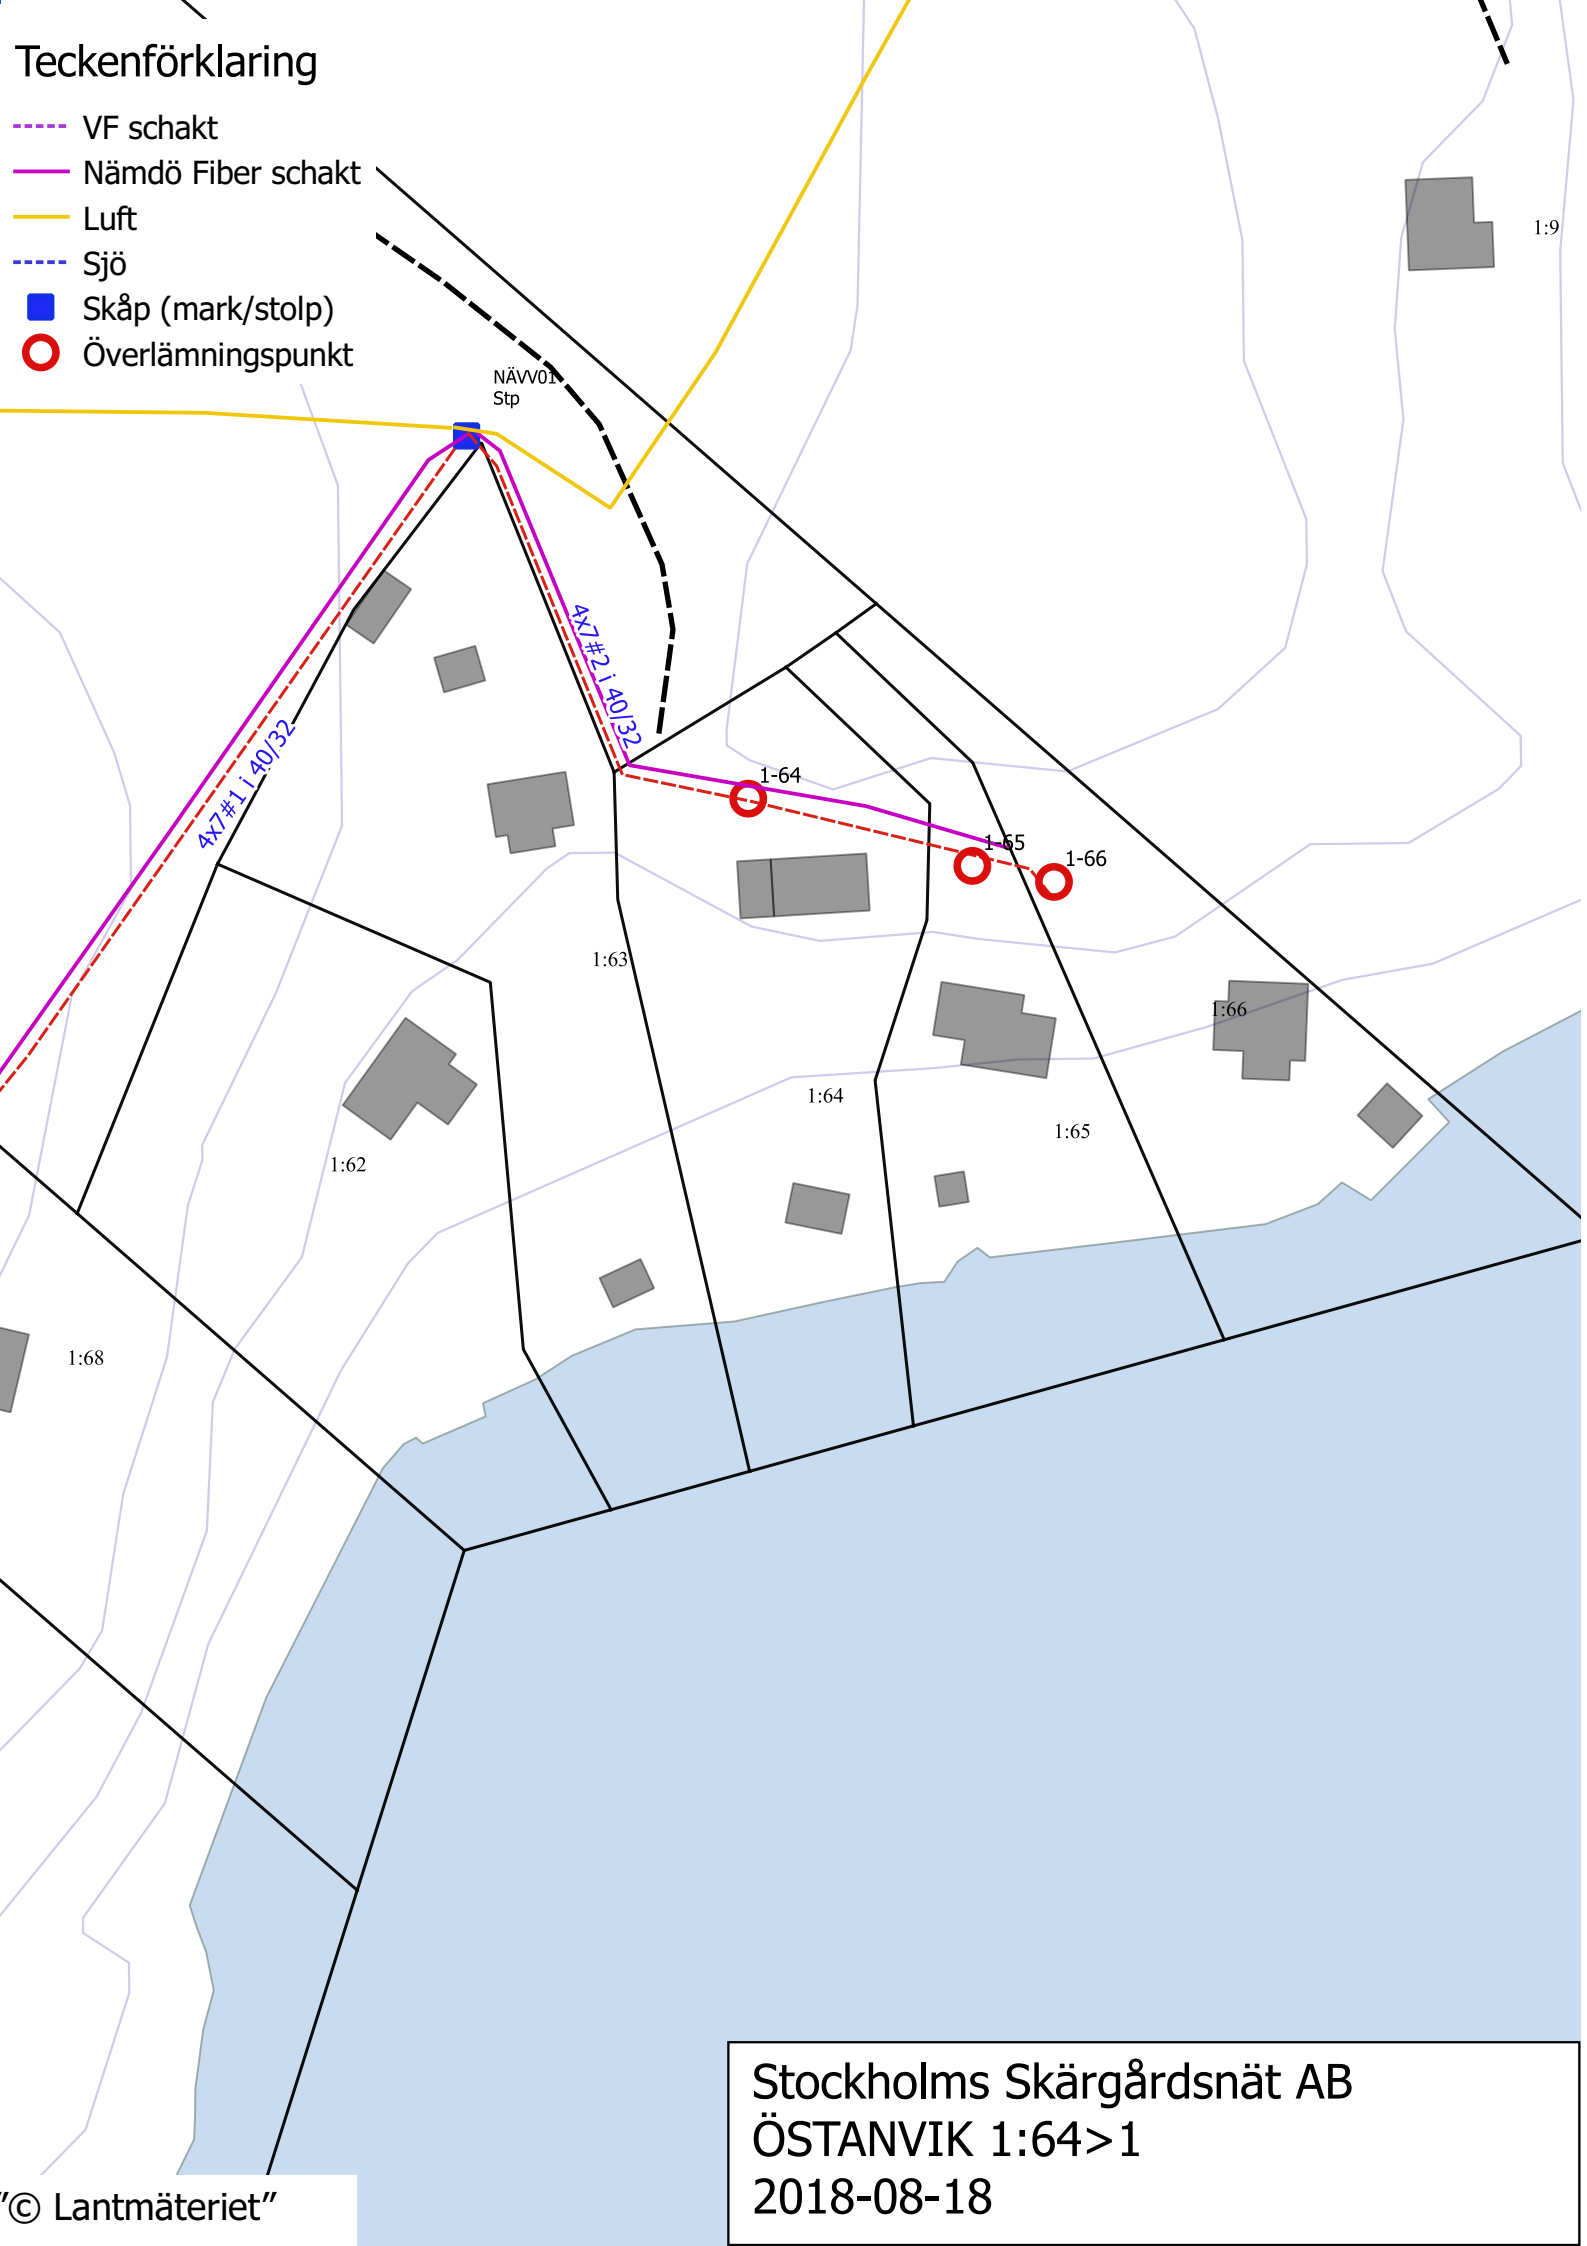 Teckenförklaring
VF schakt
Nämdö Fiber schakt
Luft
Sjö
Skåp (mark/stolp)
Överlämningspunkt
1:9
NÄVV01
Stp
4x7#2 i 40/32
4x7#1 i 40/32
1-64
1-65
1-66
1:63
1:66
1:64
1:65
1:62
1:68
Stockholms Skärgårdsnät AB
ÖSTANVIK 1:64>1
2018-08-18
"© Lantmäteriet"